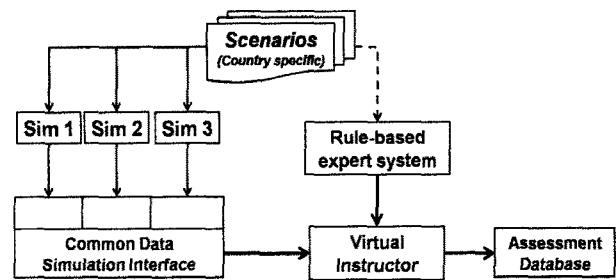 Scenarios
(Country specific)
Sim 1 Sim 2 Sim 3
Rule-based
expert system
Common Data
Simulation Interface
Virtual
Instructor
Assessment
Database